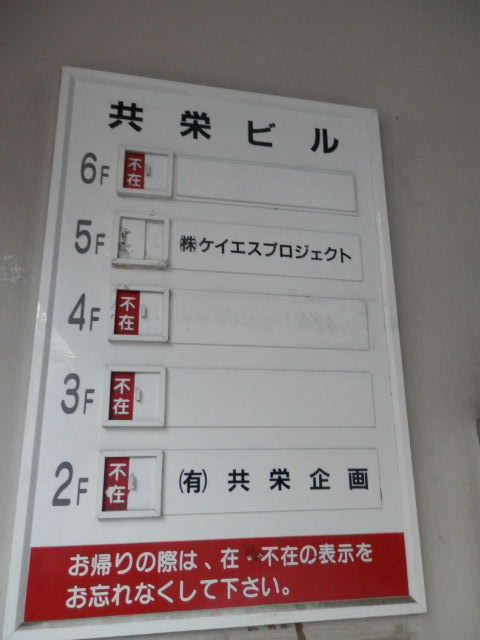 共栄ビル
6F 不在
5F ㈱ケイエスプロジェクト
4F 不在
3F 不在
2F 不在 ㈲ 共栄企画
お帰りの際は、在・不在の表示を
お忘れなくして下さい。